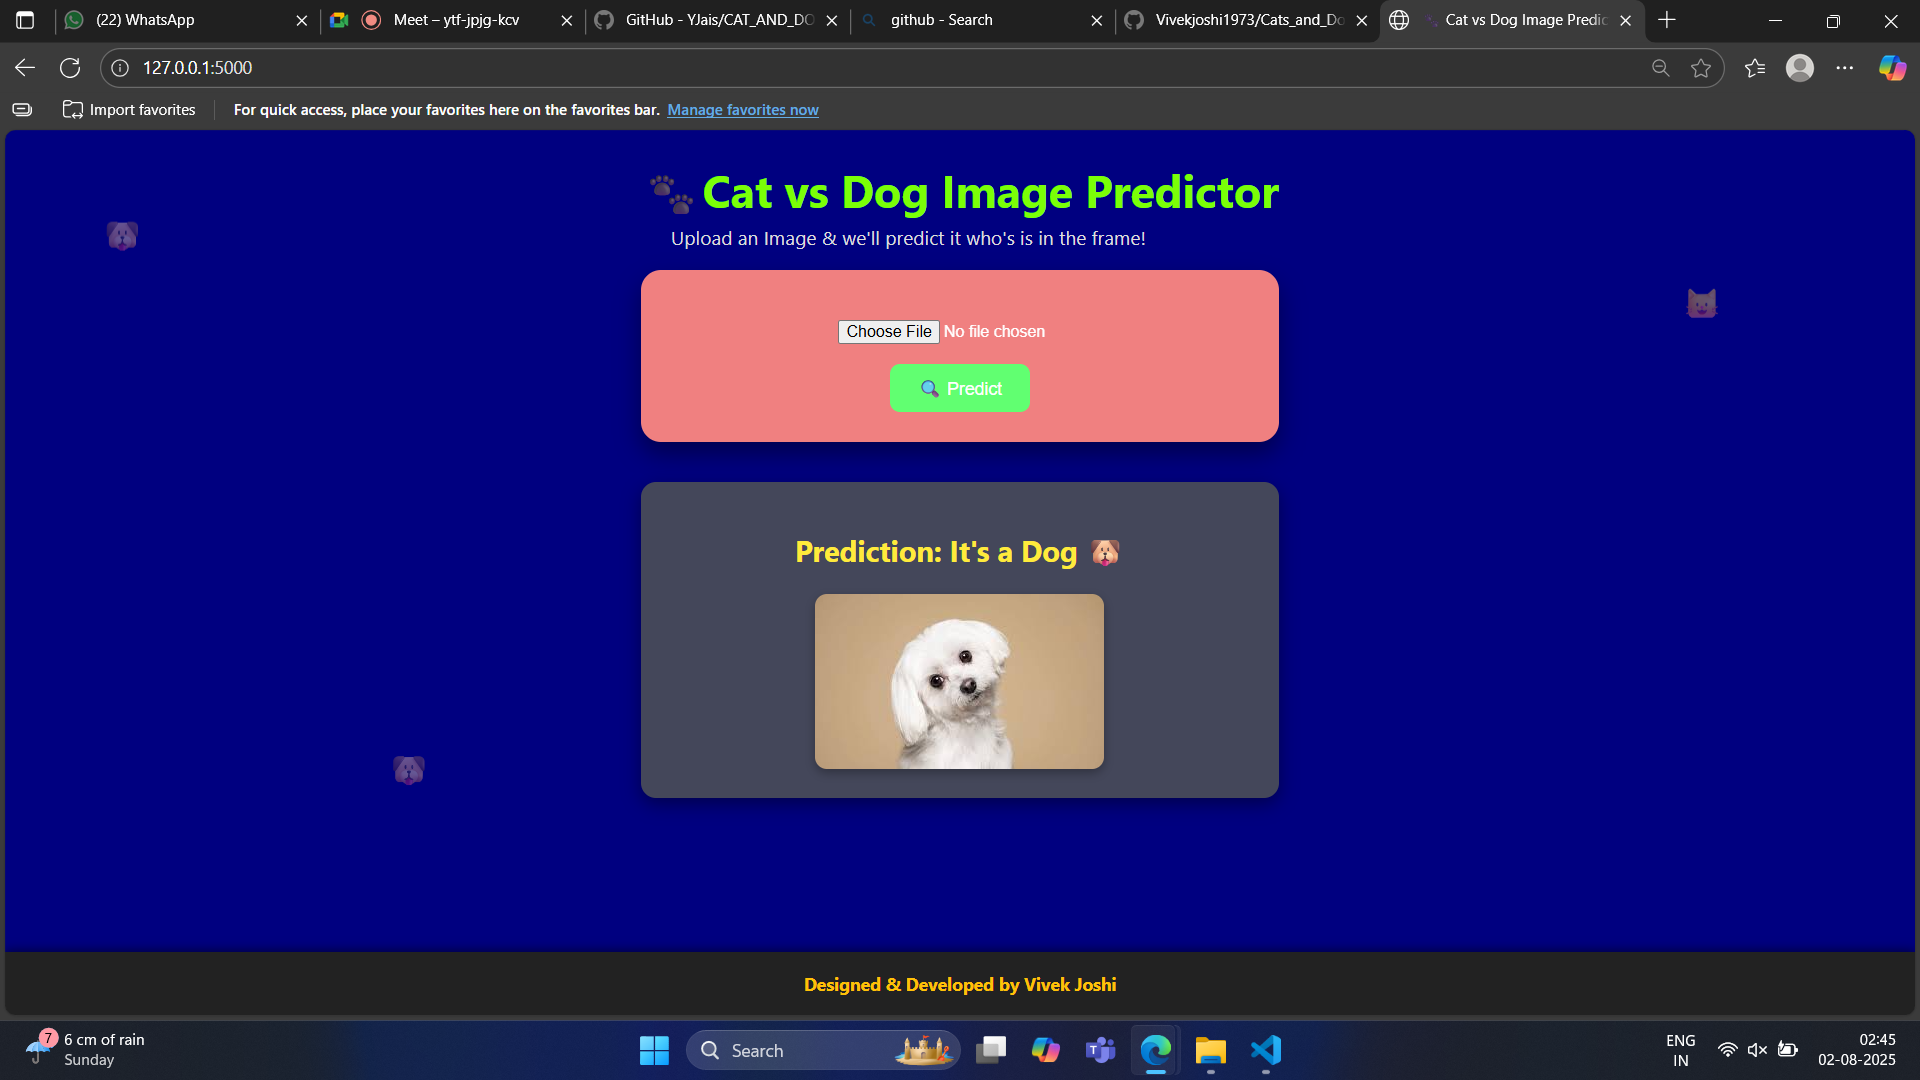 (22) WhatsApp
Meet – ytf-jpjg-kcv
GitHub - YJais/CAT_AND_DO
github - Search
Vivekjoshi1973/Cats_and_Do
Cat vs Dog Image Predic
127.0.0.1:5000
Import favorites
For quick access, place your favorites here on the favorites bar. Manage favorites now
Cat vs Dog Image Predictor
Upload an Image & we'll predict it who's is in the frame!
Choose File No file chosen
Predict
Prediction: It's a Dog
Designed & Developed by Vivek Joshi
7
6 cm of rain
Sunday
Search
ENG
IN
02:45
02-08-2025